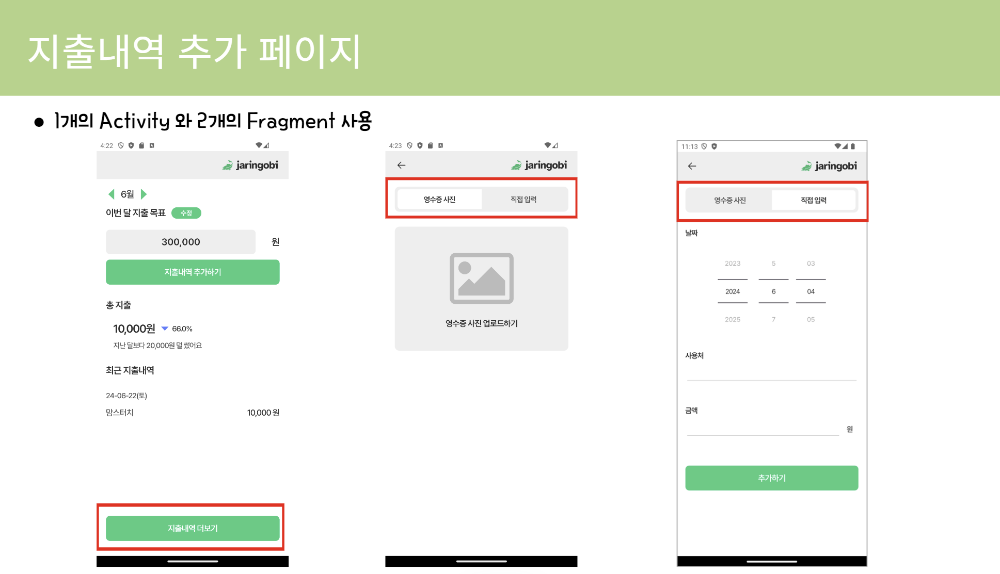 지출내역 추가 페이지
● 1개의 Activity 와 2개의 Fragment 사용
4:22
jaringobi
6월
이번 달 지출 목표 수정
300,000 원
지출내역 추가하기
총 지출
10,000원 66.0%
지난 달보다 20,000원 덜 썼어요
최근 지출내역
24-06-22(토)
맘스터치 10,000 원
지출내역 더보기
4:23
jaringobi
영수증 사진 직접 입력
영수증 사진 업로드하기
11:13
jaringobi
영수증 사진 직접 입력
날짜
2023 5 03
2024 6 04
2025 7 05
사용처
금액
원
추가하기